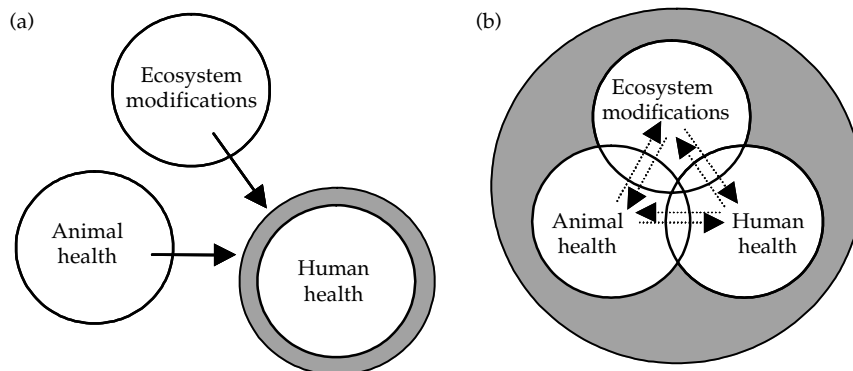 (a)
Ecosystem
modifications
Animal
health
Human
health
(b)
Ecosystem
modifications
Animal
health
Human
health